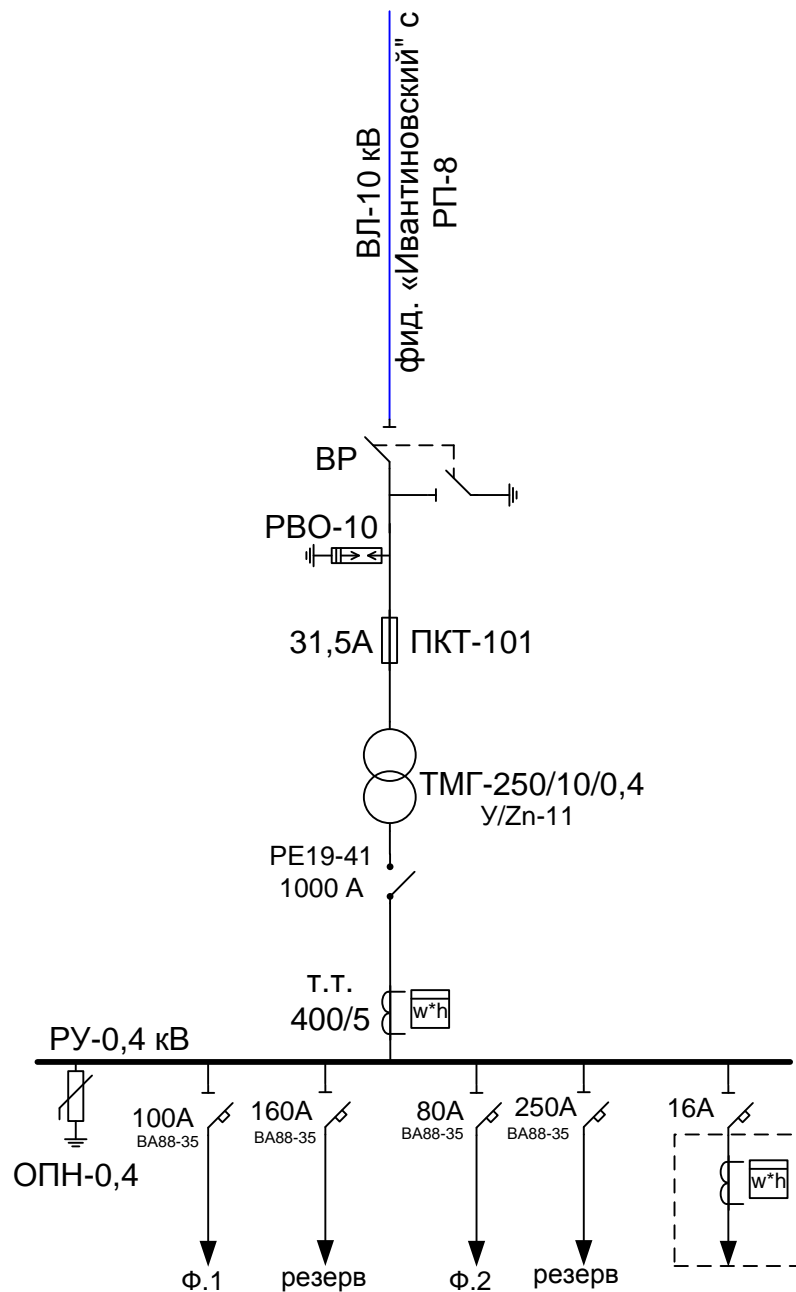 ВЛ-10 кВ
фид. «Ивантиновский" с
РП-8
ВР
РВО-10
31,5А
ПКТ-101
ТМГ-250/10/0,4
У/Zn-11
РЕ19-41
1000 А
т.т.
400/5
w*h
РУ-0,4 кВ
100А
ВА88-35
160А
ВА88-35
80А
ВА88-35
250А
ВА88-35
16А
ОПН-0,4
w*h
Ф.1
резерв
Ф.2
резерв